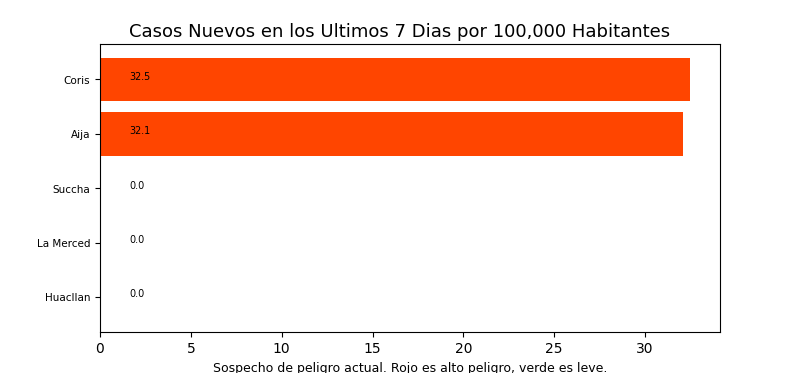 Casos Nuevos en los Ultimos 7 Dias por 100,000 Habitantes
Coris 32.5
Aija 32.1
Succha 0.0
La Merced 0.0
Huacllan 0.0
0 5 10 15 20 25 30
Sospecho de peligro actual. Rojo es alto peligro, verde es leve.